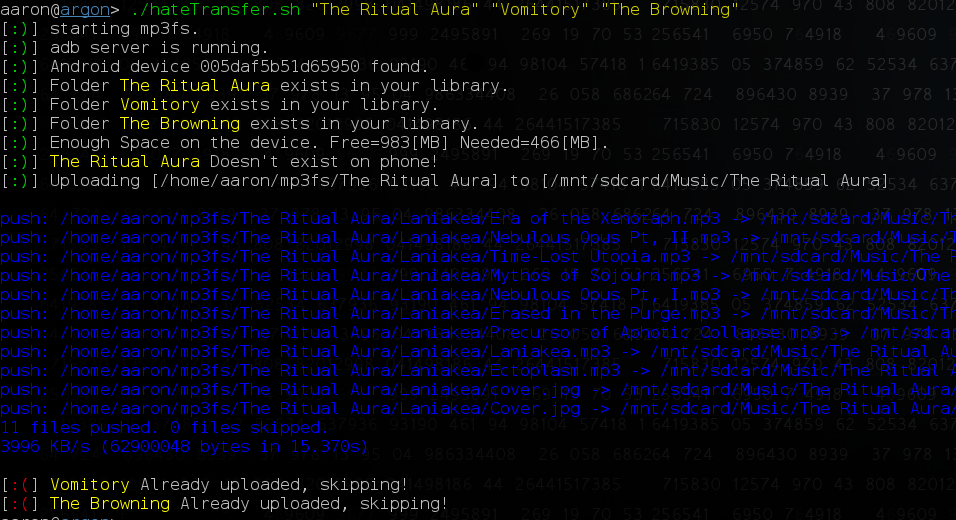 aaron@argon> ./hateTransfer.sh "The Ritual Aura" "Vomitory" "The Browning"
[:)] starting mp3fs.
[:)] adb server is running.
[:)] Android device 005daf5b51d65950 found.
[:)] Folder The Ritual Aura exists in your library.
[:)] Folder Vomitory exists in your library.
[:)] Folder The Browning exists in your library.
[:)] Enough Space on the device. Free=983[MB] Needed=466[MB].
[:)] The Ritual Aura Doesn't exist on phone!
[:)] Uploading [/home/aaron/mp3fs/The Ritual Aura] to [/mnt/sdcard/Music/The Ritual Aura]
push: /home/aaron/mp3fs/The Ritual Aura/Laniakea/Era of the Xenograph.mp3 -> /mnt/sdcard/Music/Th
push: /home/aaron/mp3fs/The Ritual Aura/Laniakea/Nebulous Opus Pt, II.mp3 -> /mnt/sdcard/Music/T
push: /home/aaron/mp3fs/The Ritual Aura/Laniakea/Time-Lost Utopia.mp3 -> /mnt/sdcard/Music/The R
push: /home/aaron/mp3fs/The Ritual Aura/Laniakea/Mythos of Sojourn.mp3 -> /mnt/sdcard/Music/The
push: /home/aaron/mp3fs/The Ritual Aura/Laniakea/Nebulous Opus Pt, I.mp3 -> /mnt/sdcard/Music/Th
push: /home/aaron/mp3fs/The Ritual Aura/Laniakea/Erased in the Purge.mp3 -> /mnt/sdcard/Music/Th
push: /home/aaron/mp3fs/The Ritual Aura/Laniakea/Precursor of Aphotic Collapse.mp3 -> /mnt/sdcar
push: /home/aaron/mp3fs/The Ritual Aura/Laniakea/Laniakea.mp3 -> /mnt/sdcard/Music/The Ritual Au
push: /home/aaron/mp3fs/The Ritual Aura/Laniakea/Ectoplasm.mp3 -> /mnt/sdcard/Music/The Ritual A
push: /home/aaron/mp3fs/The Ritual Aura/Laniakea/cover.jpg -> /mnt/sdcard/Music/The Ritual Aura/
push: /home/aaron/mp3fs/The Ritual Aura/Laniakea/Cover.jpg -> /mnt/sdcard/Music/The Ritual Aura/
11 files pushed. 0 files skipped.
3996 KB/s (62900048 bytes in 15.370s)
[:(] Vomitory Already uploaded, skipping!
[:(] The Browning Already uploaded, skipping!
aaron@argon>